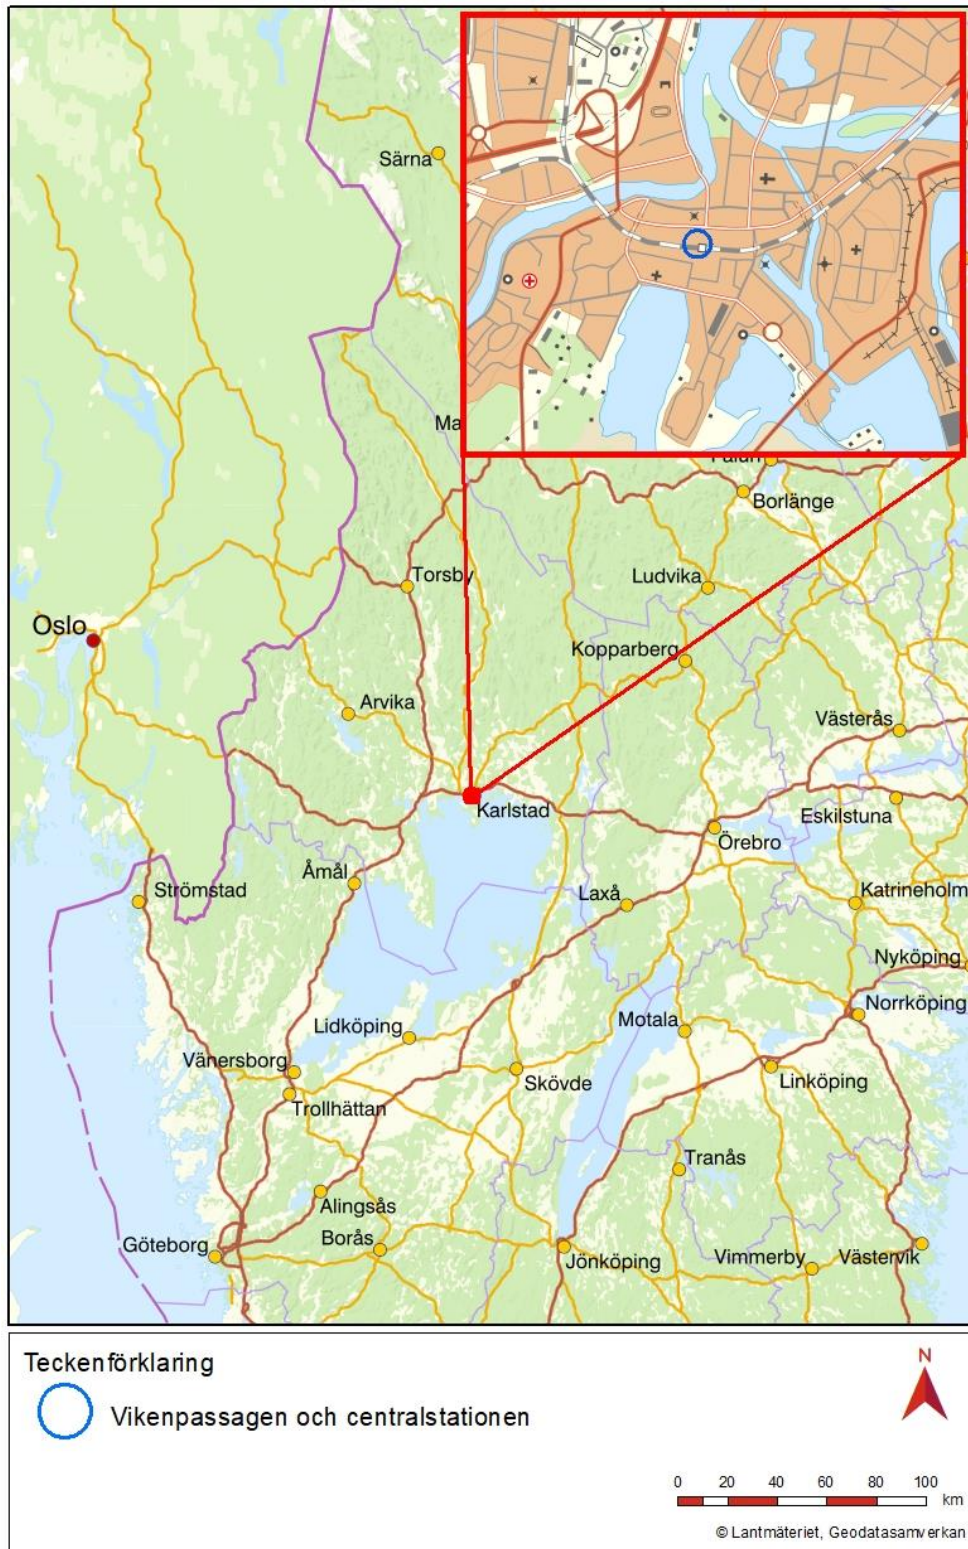 Särna
Ma
Falun
Borlänge
Torsby
Ludvika
Oslo
Kopparberg
Arvika
Västerås
Karlstad
Eskilstuna
Örebro
Åmål
Strömstad
Laxå
Katrineholm
Nyköping
Norrköping
Lidköping
Motala
Vänersborg
Skövde
Linköping
Trollhättan
Tranås
Alingsås
Göteborg
Borås
Jönköping
Vimmerby
Västervik
Teckenförklaring
Vikenpassagen och centralstationen
N
0 20 40 60 80 100
km
© Lantmäteriet, Geodatasamverkan